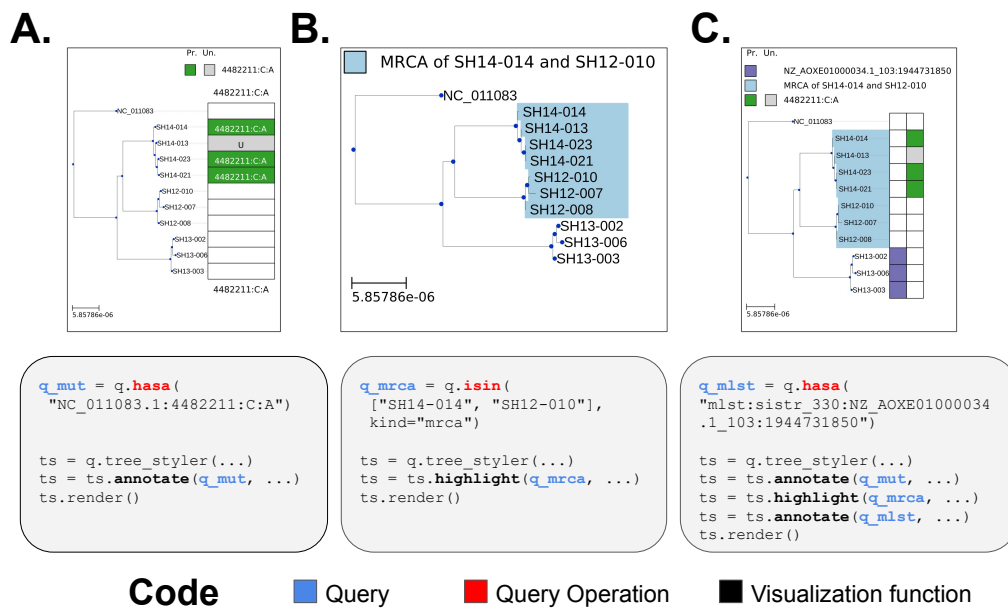 A.
Pr. Un.
4482211:C:A
4482211:C:A
NC_011083
SH14-014
4482211:C:A
SH14-013
U
SH14-023
4482211:C:A
SH14-021
4482211:C:A
SH12-010
SH12-007
SH12-008
SH13-002
SH13-006
SH13-003
4482211:C:A
5.85786e-06
B.
MRCA of SH14-014 and SH12-010
NC_011083
SH14-014
SH14-013
SH14-023
SH14-021
SH12-010
SH12-007
SH12-008
SH13-002
SH13-006
SH13-003
5.85786e-06
C.
Pr. Un.
NZ_AOXE01000034.1_103:1944731850
MRCA of SH14-014 and SH12-010
4482211:C:A
NC_011083
SH14-014
SH14-013
SH14-023
SH14-021
SH12-010
SH12-007
SH12-008
SH13-002
SH13-006
SH13-003
5.85786e-06
q_mut = q.hasa(
"NC_011083.1:4482211:C:A")
ts = q.tree_styler(...)
ts = ts.annotate(q_mut, ...)
ts.render()
q_mrca = q.isin(
["SH14-014", "SH12-010"],
kind="mrca")
ts = q.tree_styler(...)
ts = ts.highlight(q_mrca, ...)
ts.render()
q_mlst = q.hasa(
"mlst:sistr_330:NZ_AOXE01000034
.1_103:1944731850")
ts = q.tree_styler(...)
ts = ts.annotate(q_mut, ...)
ts = ts.highlight(q_mrca, ...)
ts = ts.annotate(q_mlst, ...)
ts.render()
Code
Query
Query Operation
Visualization function